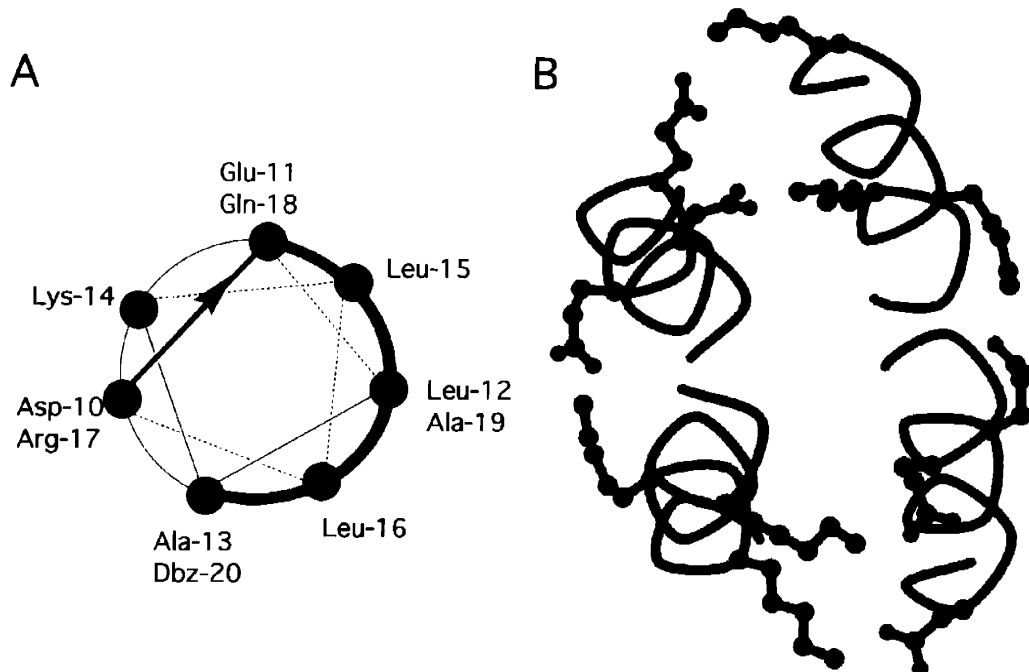 A
B
Glu-11
Gln-18
Leu-15
Lys-14
Leu-12
Ala-19
Asp-10
Arg-17
Leu-16
Ala-13
Dbz-20